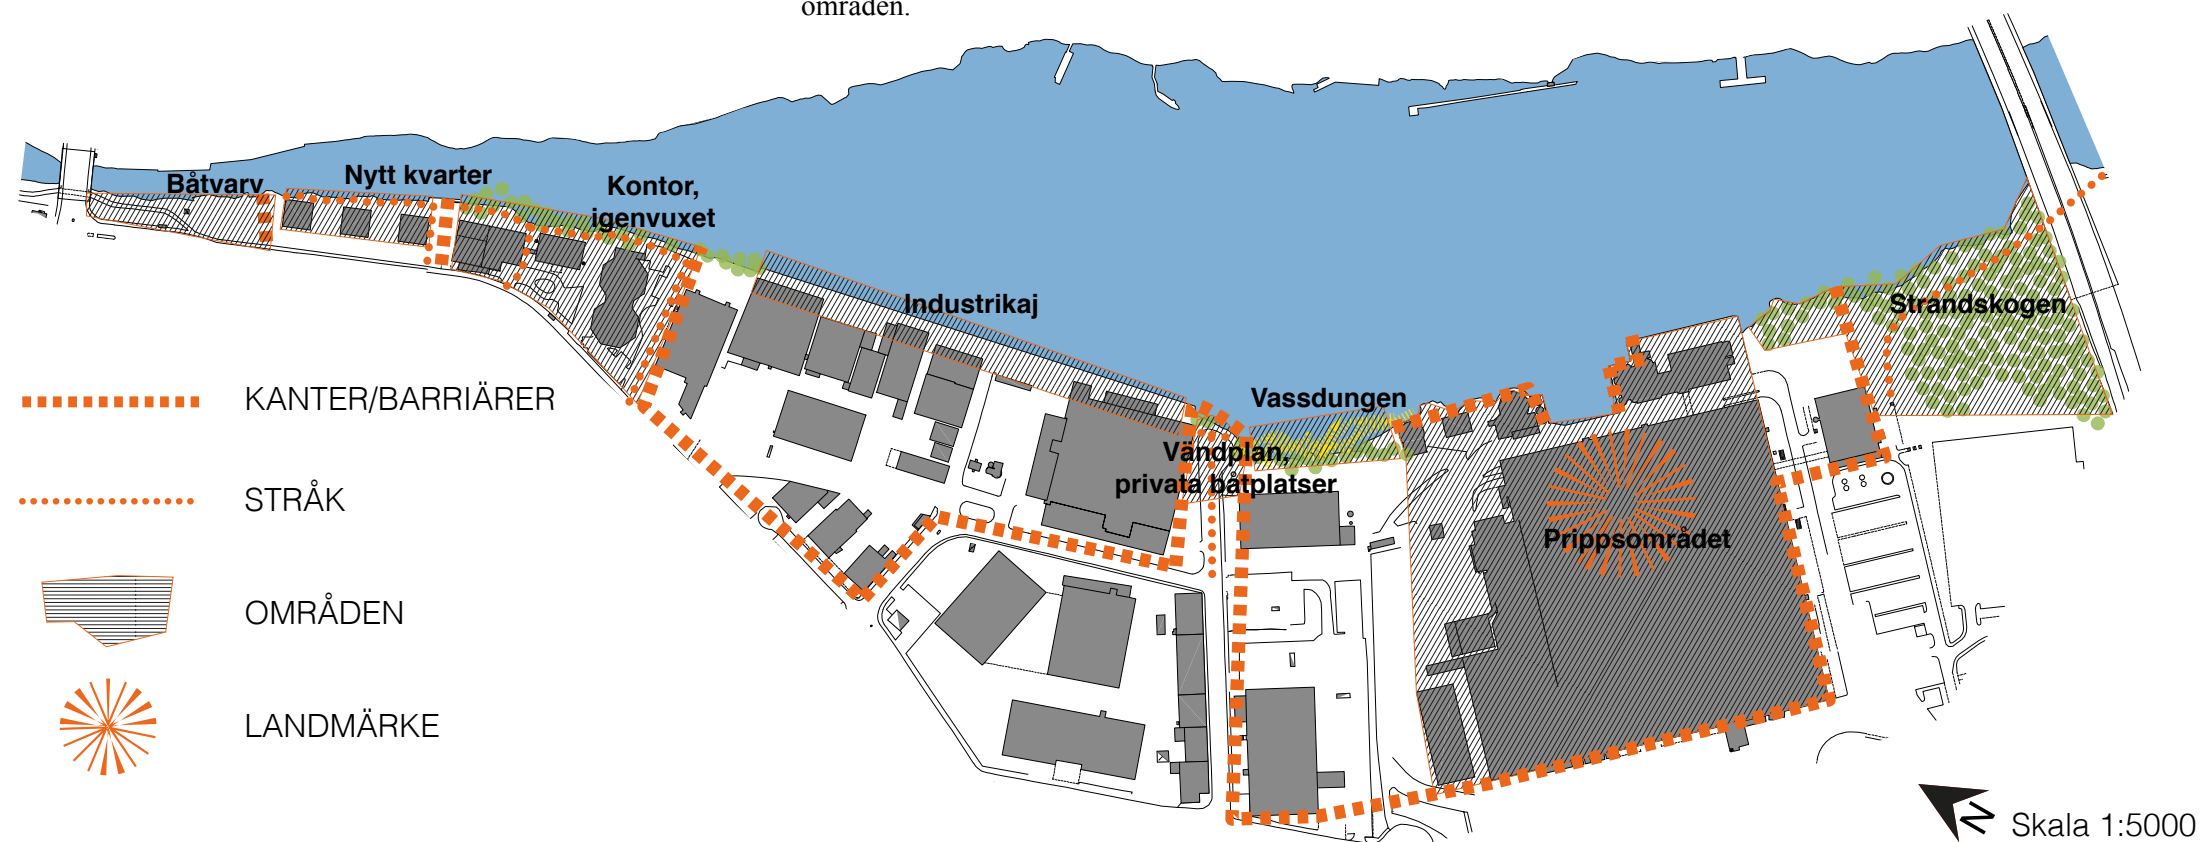 områden.
Båtvarv
Nytt kvarter
Kontor,
igenvuxet
Industrikaj
Strandskogen
Vassdungen
Vändplan,
privata båtplatser
Prippsområdet
KANTER/BARRIÄRER
STRÅK
OMRÅDEN
LANDMÄRKE
N
Skala 1:5000